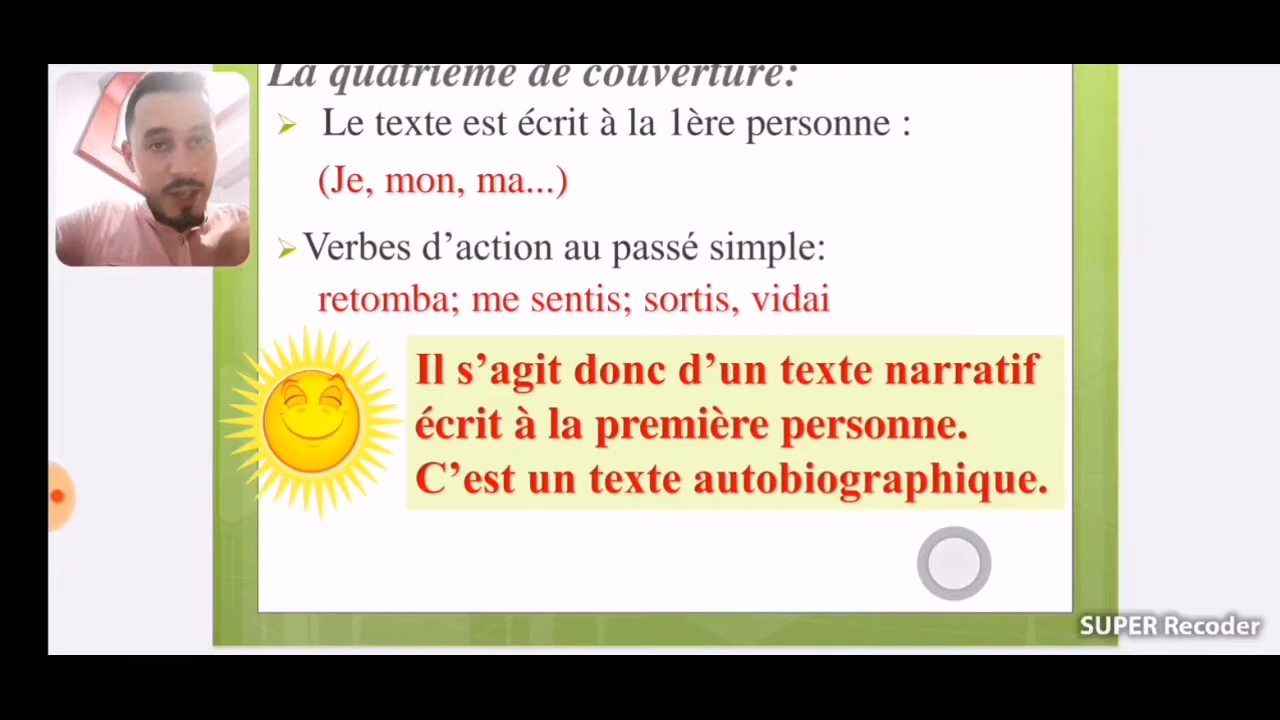 La quatrième de couverture:
Le texte est écrit à la 1ère personne :
(Je, mon, ma...)
Verbes d’action au passé simple:
retomba; me sentis; sortis, vidai
Il s’agit donc d’un texte narratif
écrit à la première personne.
C’est un texte autobiographique.
SUPER Recoder